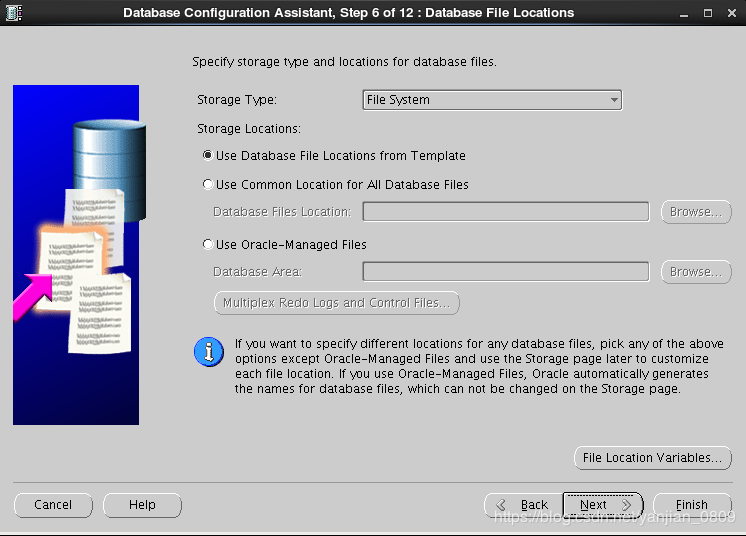 Database Configuration Assistant, Step 6 of 12 : Database File Locations
Specify storage type and locations for database files.
Storage Type: File System
Storage Locations:
Use Database File Locations from Template
Use Common Location for All Database Files
Database Files Location: Browse...
Use Oracle-Managed Files
Database Area: Browse...
Multiplex Redo Logs and Control Files...
If you want to specify different locations for any database files, pick any of the above
options except Oracle-Managed Files and use the Storage page later to customize
each file location. If you use Oracle-Managed Files, Oracle automatically generates
the names for database files, which can not be changed on the Storage page.
File Location Variables...
Cancel Help Back Next Finish
https://blog.csdn.net/yanjian_0809